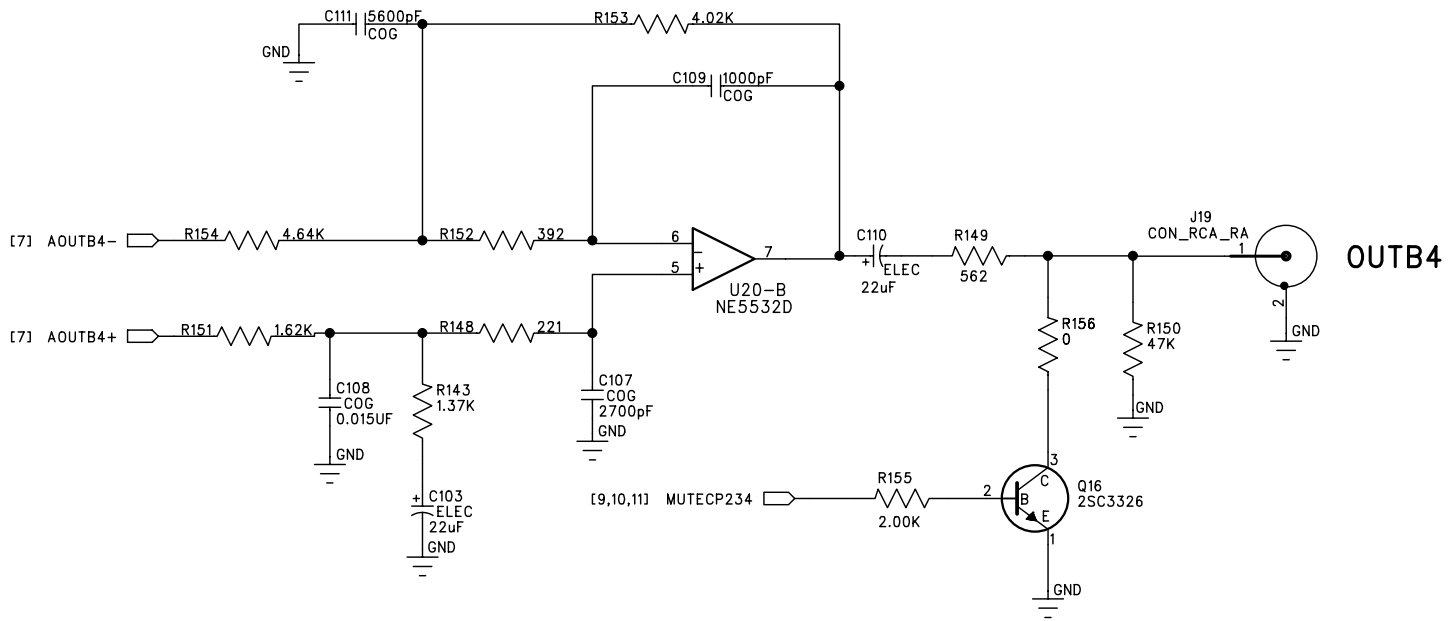 C111 5600pF
COG
GND
R153 4.02K
C109 1000pF
COG
[7] AOUTB4-
R154 4.64K
R152 392
6
5
7
U20-B
NE5532D
C110
+ ELEC
22uF
R149
562
J19
CON_RCA_RA
1
2
GND
OUTB4
[7] AOUTB4+
R151 1.62K
R148 221
C108
COG
0.015UF
GND
R143
1.37K
+ C103
ELEC
22uF
GND
C107
COG
2700pF
GND
R156
0
R150
47K
GND
[9,10,11] MUTECP234
R155
2.00K
2
B
3
C
E
1
Q16
2SC3326
GND